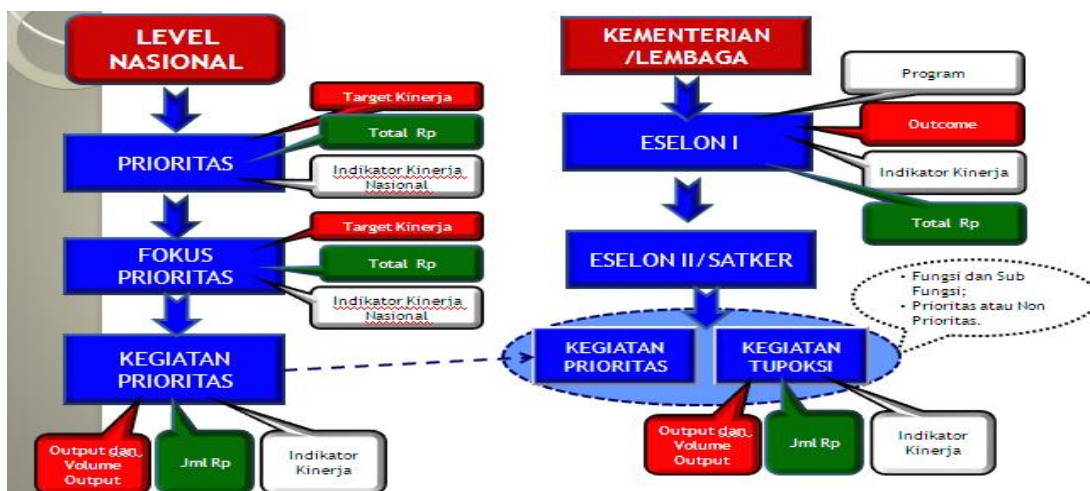 LEVEL
NASIONAL
Target Kinerja
Total Rp
PRIORITAS
Indikator Kinerja
Nasional
Target Kinerja
FOKUS
PRIORITAS
Total Rp
Indikator Kinerja
Nasional
KEGIATAN
PRIORITAS
Output dan
Volume
Output
Jml Rp
Indikator
Kinerja
KEMENTERIAN
/LEMBAGA
Program
Outcome
ESELON I
Indikator Kinerja
Total Rp
ESELON II/SATKER
• Fungsi dan Sub
Fungsi;
• Prioritas atau Non
Prioritas.
KEGIATAN
PRIORITAS
KEGIATAN
TUPOKSI
Output dan
Volume
Output
Jml Rp
Indikator
Kinerja